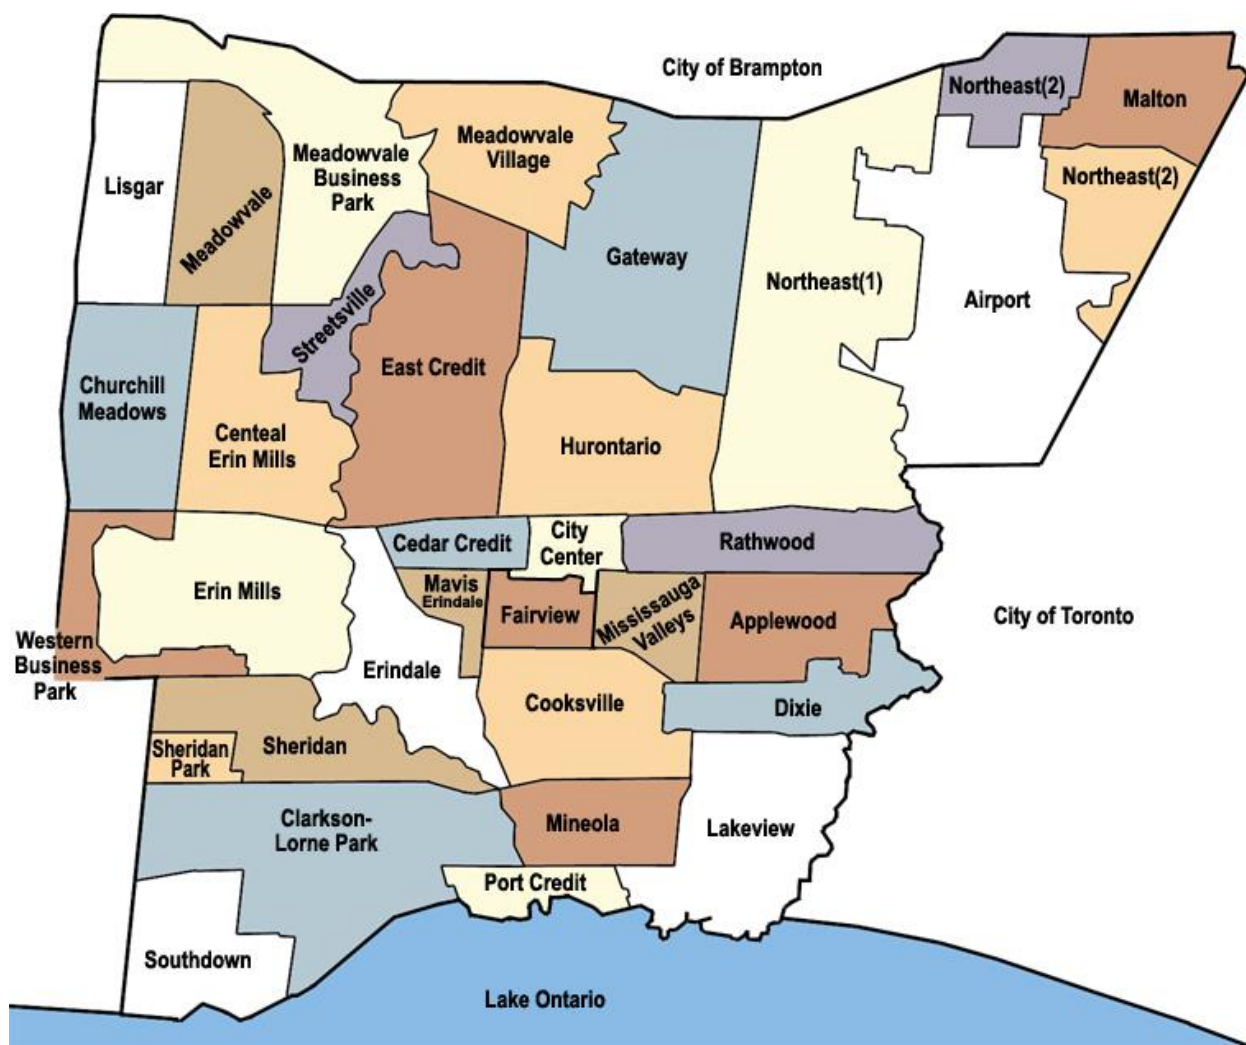 City of Brampton
Northeast(2)
Malton
Meadowvale
Village
Meadowvale
Business
Park
Lisgar
Meadowvale
Northeast(2)
Gateway
Northeast(1)
Airport
Streetsville
East Credit
Churchill
Meadows
Centeal
Erin Mills
Hurontario
Cedar Credit
City
Center
Rathwood
Erin Mills
Mavis
Erindale
Fairview
Mississauga
Valleys
Applewood
City of Toronto
Western
Business
Park
Erindale
Cooksville
Dixie
Sheridan
Park
Sheridan
Clarkson-
Lorne Park
Mineola
Lakeview
Port Credit
Southdown
Lake Ontario